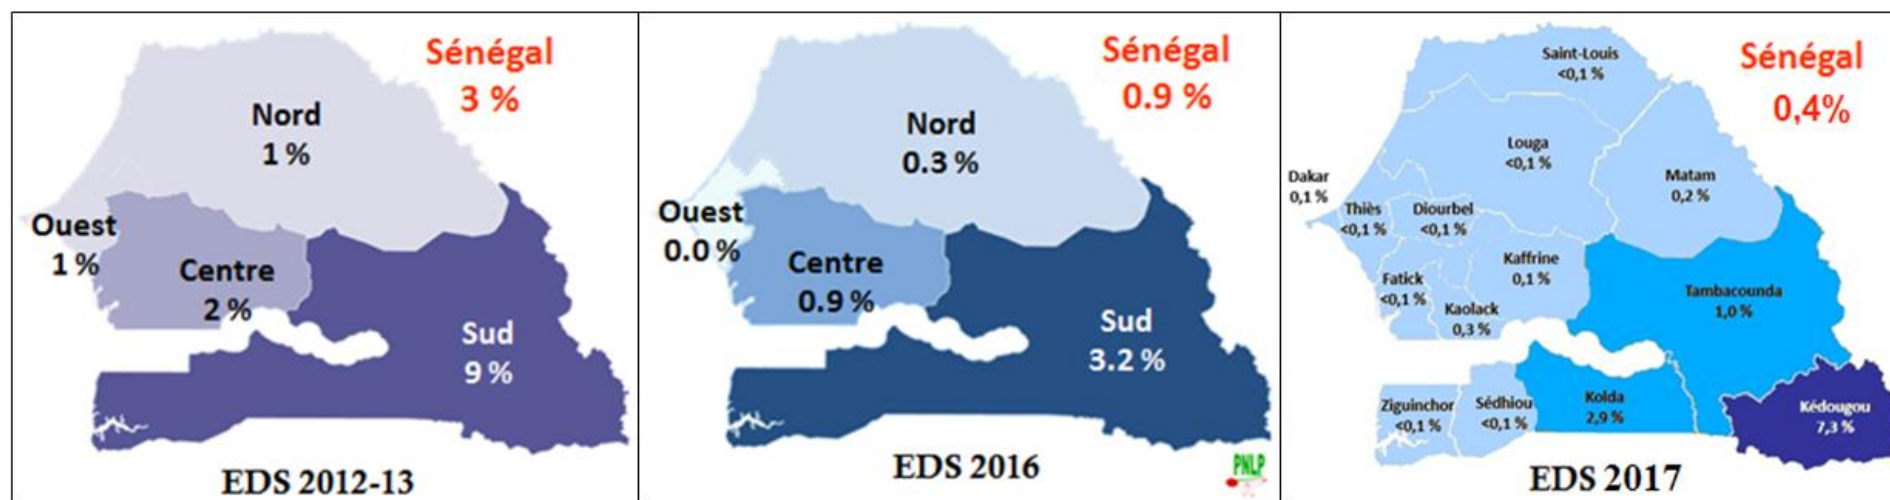 Sénégal
3 %
Nord
1 %
Ouest
1 %
Centre
2 %
Sud
9 %
EDS 2012-13
Sénégal
0.9 %
Nord
0.3 %
Ouest
0.0 %
Centre
0.9 %
Sud
3.2 %
EDS 2016
PNLP
Sénégal
0,4%
Saint-Louis
<0,1 %
Louga
<0,1 %
Matam
0,2 %
Dakar
0,1 %
Thiès
<0,1 %
Diourbel
<0,1 %
Kaffrine
0,1 %
Fatick
<0,1 %
Kaolack
0,3 %
Tambacounda
1,0 %
Ziguinchor
<0,1 %
Sédhiou
<0,1 %
Kolda
2,9 %
Kédougou
7,3 %
EDS 2017